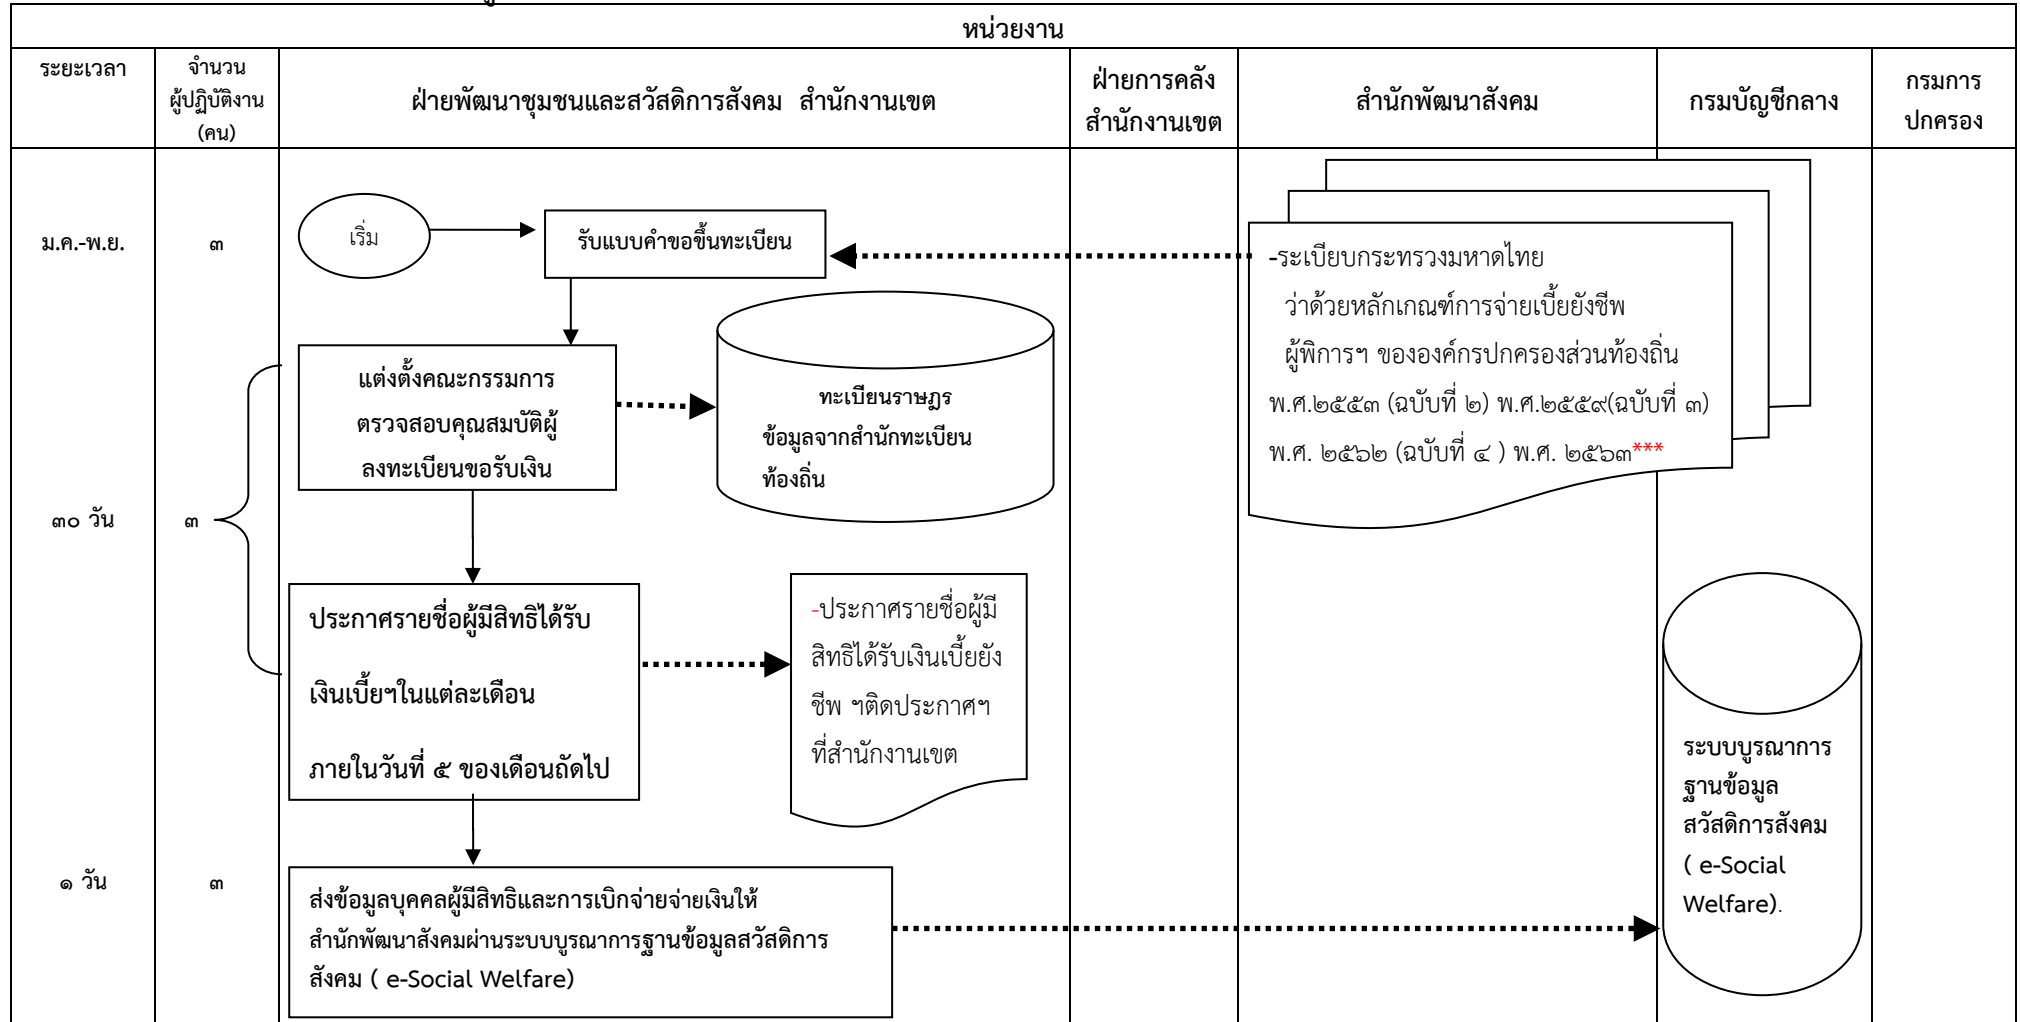 หน่วยงาน
ระยะเวลา
จำนวน
ผู้ปฏิบัติงาน
(คน)
ฝ่ายพัฒนาชุมชนและสวัสดิการสังคม สำนักงานเขต
ฝ่ายการคลัง
สำนักงานเขต
สำนักพัฒนาสังคม
กรมบัญชีกลาง
กรมการ
ปกครอง
ม.ค.-พ.ย.
๓
เริ่ม
รับแบบคำขอขึ้นทะเบียน
-ระเบียบกระทรวงมหาดไทย
ว่าด้วยหลักเกณฑ์การจ่ายเบี้ยยังชีพ
ผู้พิการฯ ขององค์กรปกครองส่วนท้องถิ่น
พ.ศ.๒๕๕๓ (ฉบับที่ ๒) พ.ศ.๒๕๕๙(ฉบับที่ ๓)
พ.ศ. ๒๕๖๒ (ฉบับที่ ๔ ) พ.ศ. ๒๕๖๓***
แต่งตั้งคณะกรรมการ
ตรวจสอบคุณสมบัติผู้
ลงทะเบียนขอรับเงิน
ทะเบียนราษฎร
ข้อมูลจากสำนักทะเบียน
ท้องถิ่น
๓๐ วัน
๓
ประกาศรายชื่อผู้มีสิทธิได้รับ
เงินเบี้ยฯในแต่ละเดือน
ภายในวันที่ ๕ ของเดือนถัดไป
-ประกาศรายชื่อผู้มี
สิทธิได้รับเงินเบี้ยยัง
ชีพ ฯติดประกาศฯ
ที่สำนักงานเขต
ระบบบูรณาการ
ฐานข้อมูล
สวัสดิการสังคม
( e-Social
Welfare).
๑ วัน
๓
ส่งข้อมูลบุคคลผู้มีสิทธิและการเบิกจ่ายจ่ายเงินให้
สำนักพัฒนาสังคมผ่านระบบบูรณาการฐานข้อมูลสวัสดิการ
สังคม ( e-Social Welfare)